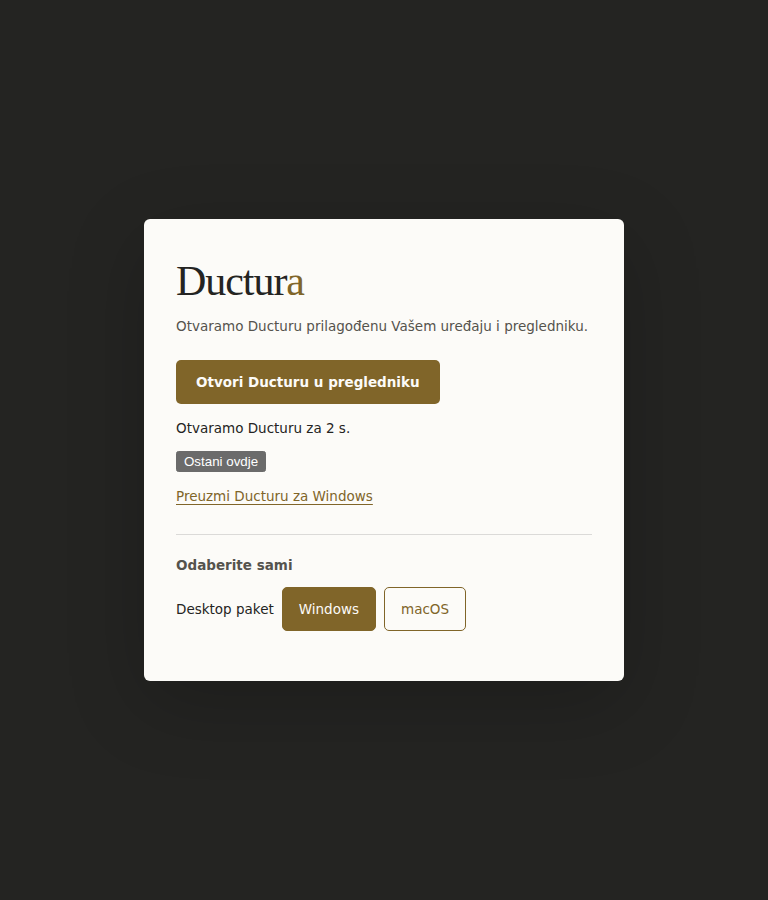 Ductura
Otvaramo Ducturu prilagođenu Vašem uređaju i pregledniku.
Otvori Ducturu u pregledniku
Otvaramo Ducturu za 2 s.
Ostani ovdje
Preuzmi Ducturu za Windows
Odaberite sami
Desktop paket Windows macOS